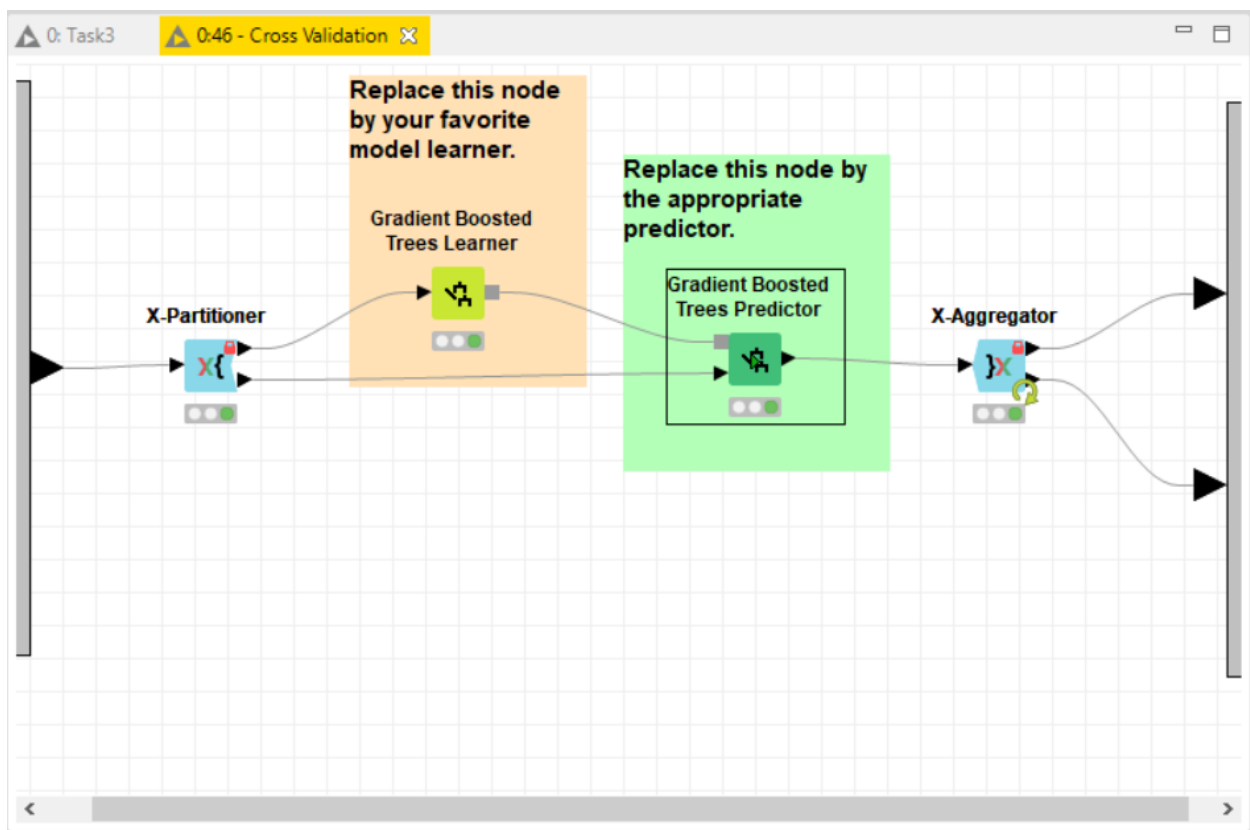 0: Task3
0:46 - Cross Validation
Replace this node
by your favorite
model learner.
Replace this node by
the appropriate
predictor.
Gradient Boosted
Trees Learner
Gradient Boosted
Trees Predictor
X-Partitioner
X-Aggregator